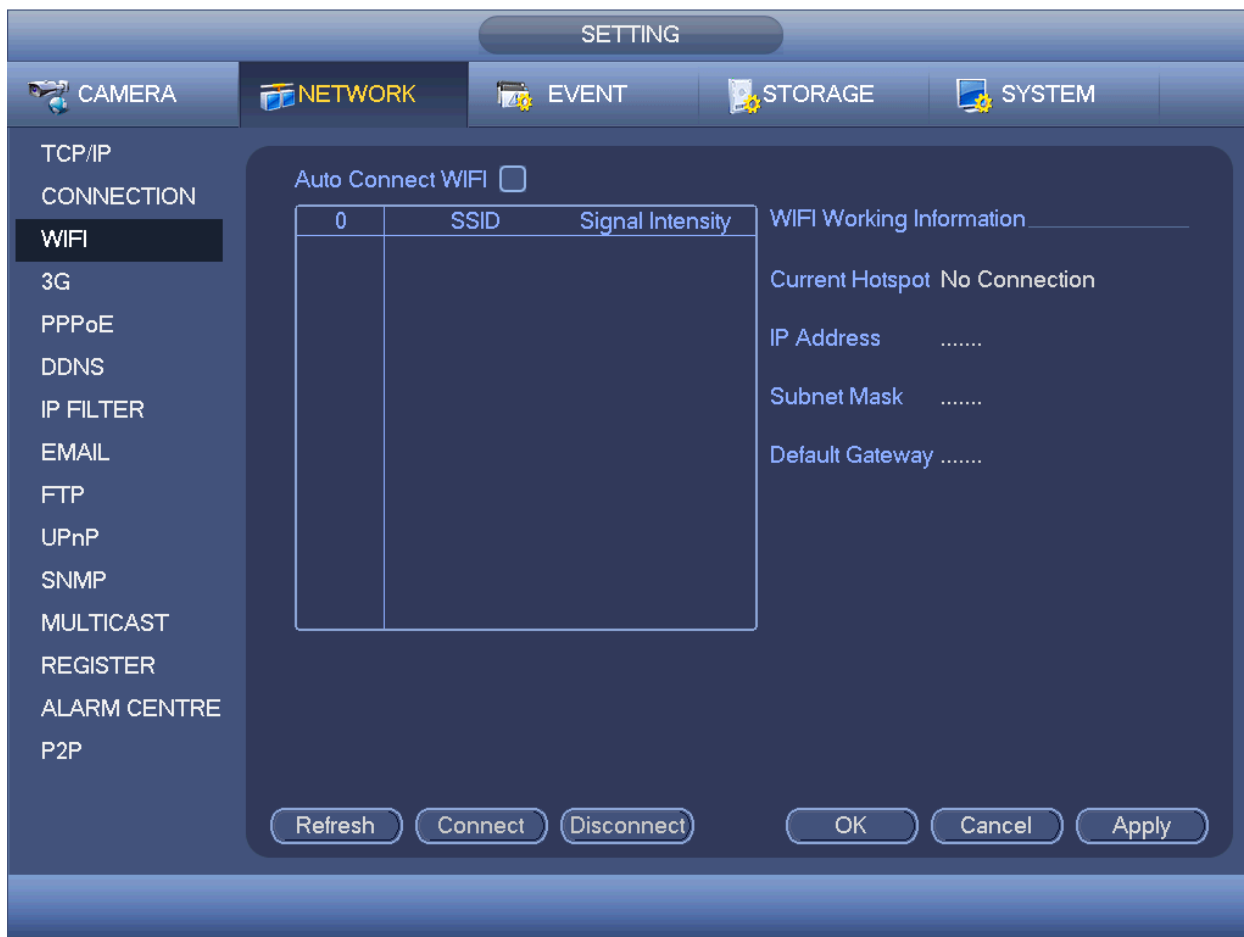 SETTING
CAMERA NETWORK EVENT STORAGE SYSTEM
TCP/IP
CONNECTION
WIFI
3G
PPPoE
DDNS
IP FILTER
EMAIL
FTP
UPnP
SNMP
MULTICAST
REGISTER
ALARM CENTRE
P2P
Auto Connect WIFI
0 SSID Signal Intensity
WIFI Working Information
Current Hotspot No Connection
IP Address .......
Subnet Mask .......
Default Gateway .......
Refresh Connect Disconnect OK Cancel Apply